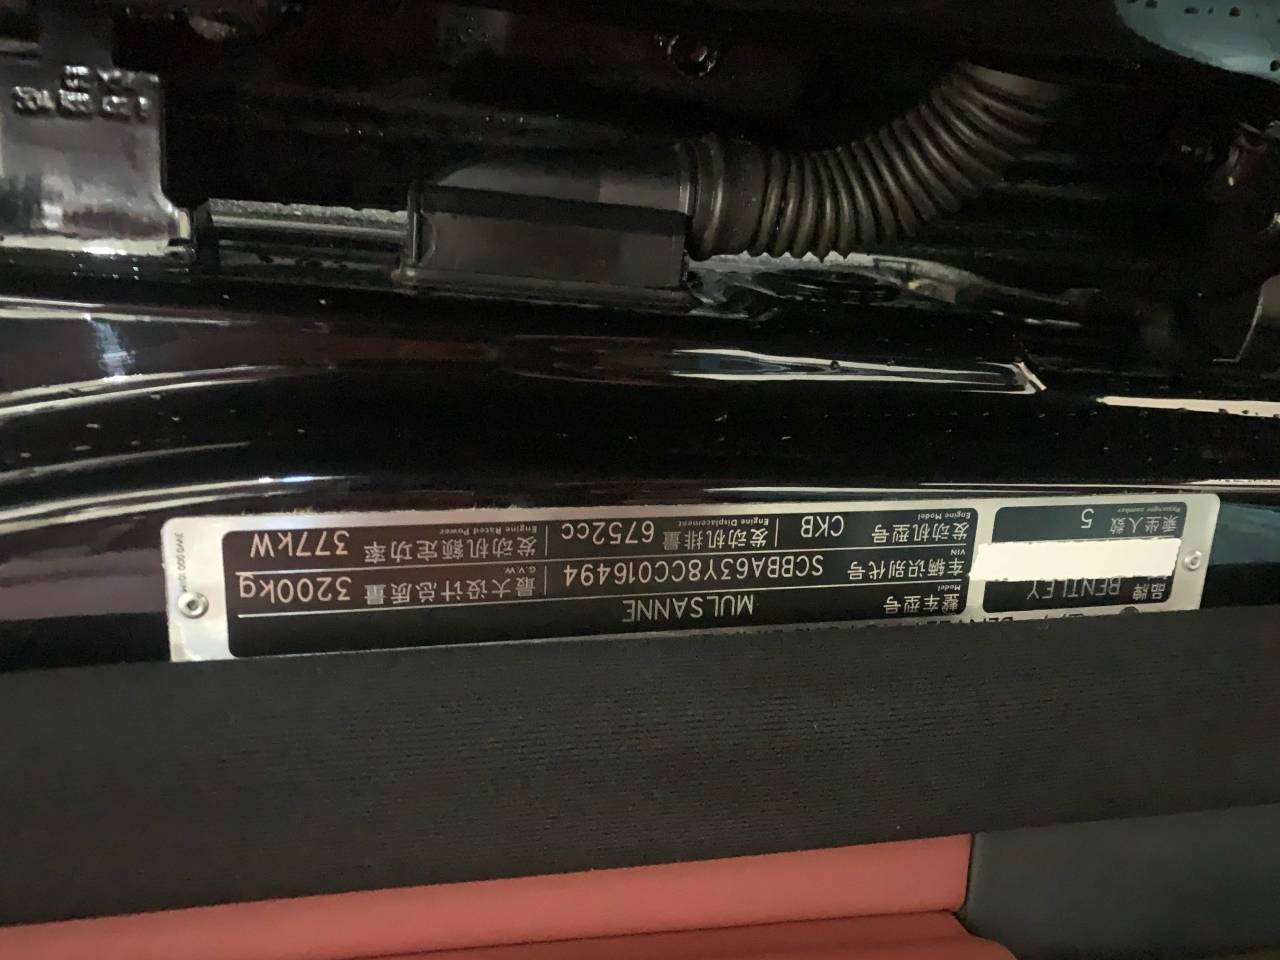 品牌 BENTLEY
整车型号 MULSANNE
Model
车辆识别代号 SCBBA63Y8CC016494 最大设计总质量 3200kg
VIN G.V.W.
乘坐人数 5
Passenger number
发动机型号 CKB 发动机排量 6752cc 发动机额定功率 377kW
Engine Model Engine Displacement Engine Rated Power